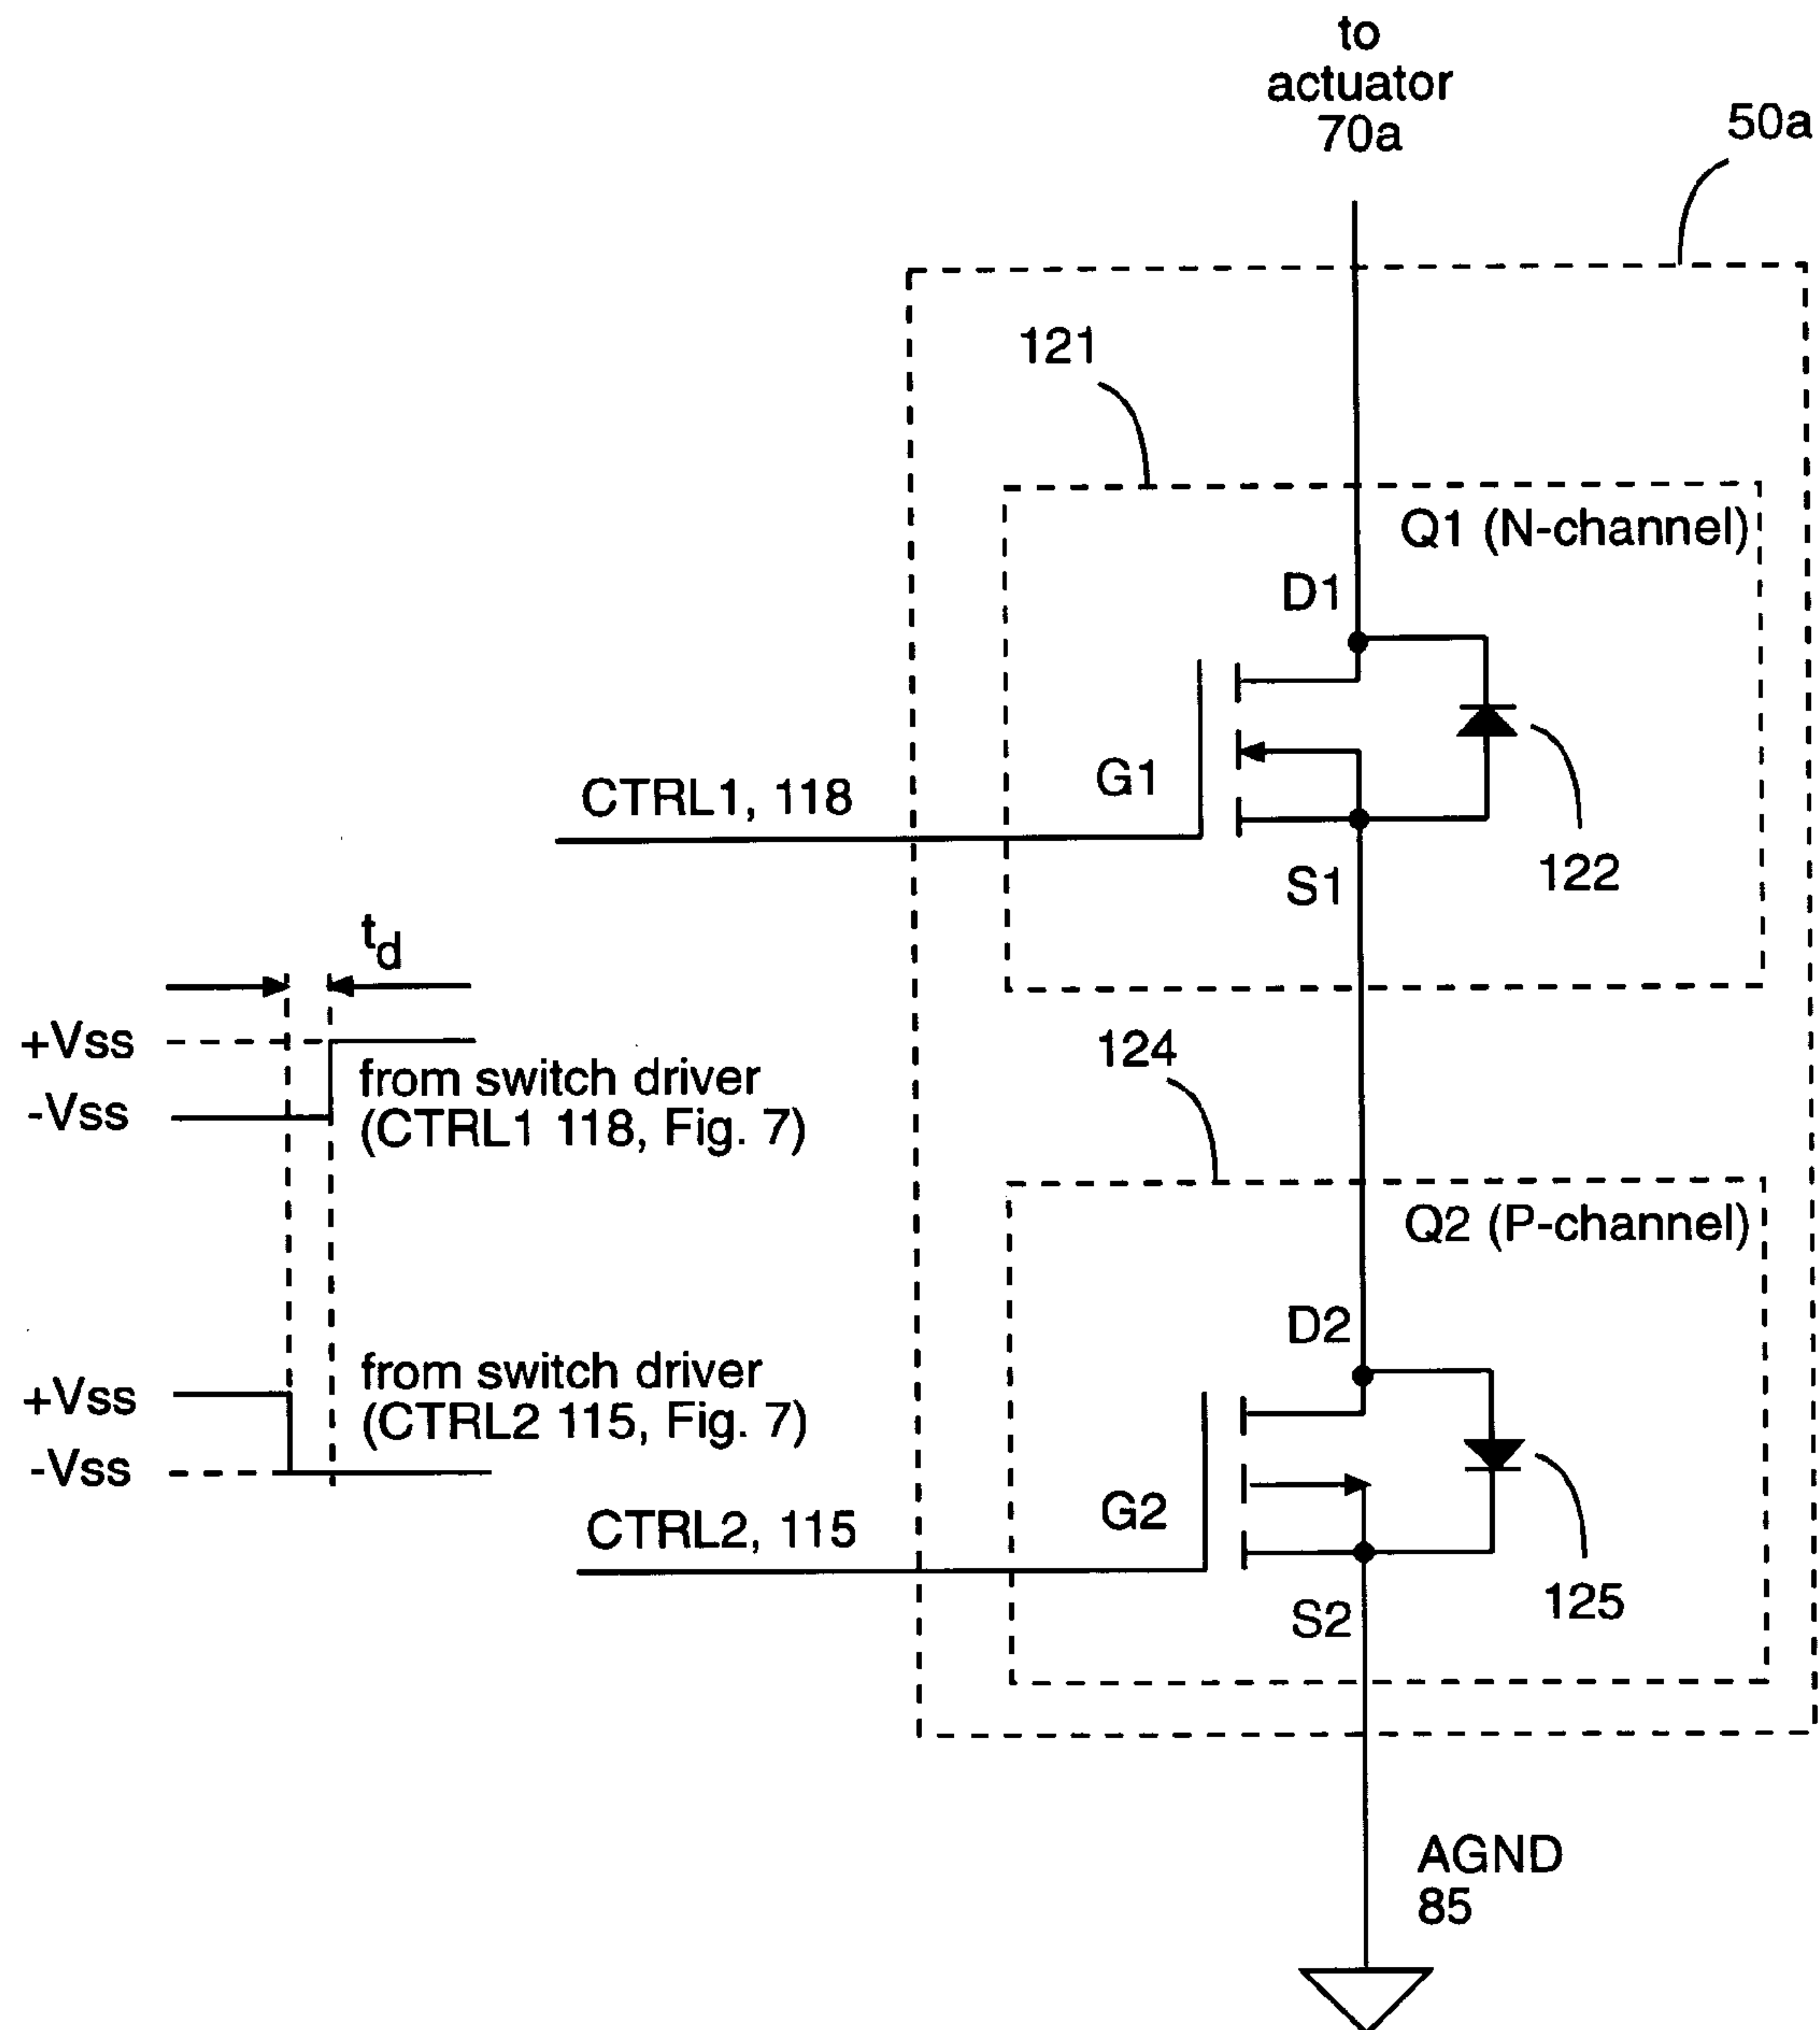 to
actuator
70a
50a
121
Q1 (N-channel)
D1
G1
CTRL1, 118
S1
122
td
+Vss
-Vss
from switch driver
(CTRL1 118, Fig. 7)
124
Q2 (P-channel)
D2
+Vss
-Vss
from switch driver
(CTRL2 115, Fig. 7)
G2
CTRL2, 115
S2
125
AGND
85